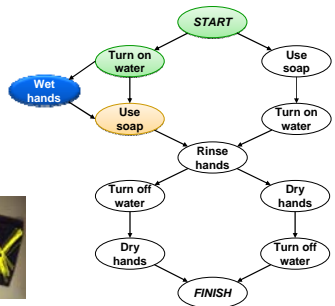 START
Turn on
water
Use
soap
Wet
hands
Use
soap
Turn on
water
Rinse
hands
Turn off
water
Dry
hands
Dry
hands
Turn off
water
FINISH